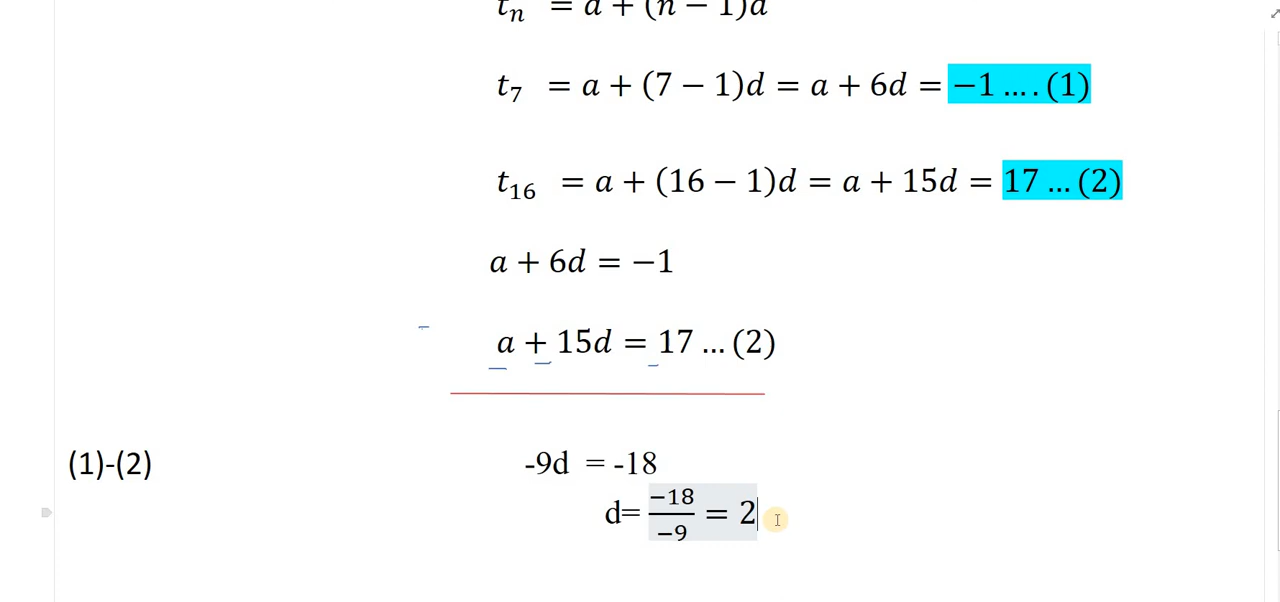 tₙ = a + (n − 1)d
t₇ = a + (7 − 1)d = a + 6d = −1 … . (1)
t₁₆ = a + (16 − 1)d = a + 15d = 17 … (2)
a + 6d = −1
a + 15d = 17 … (2)
(1)-(2) -9d = -18
d= −18/−9 = 2